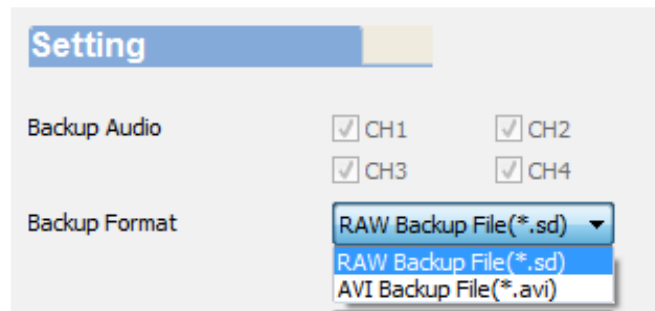 Setting
Backup Audio CH1 CH2
CH3 CH4
Backup Format RAW Backup File(*.sd)
RAW Backup File(*.sd)
AVI Backup File(*.avi)